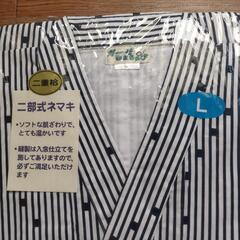 二重袷
二部式ネマキ
・ソフトな肌ざわりで、
とても温かいです
・縫製は入念仕立てを
施してありますので、
必ずご満足いただけ
ます
L